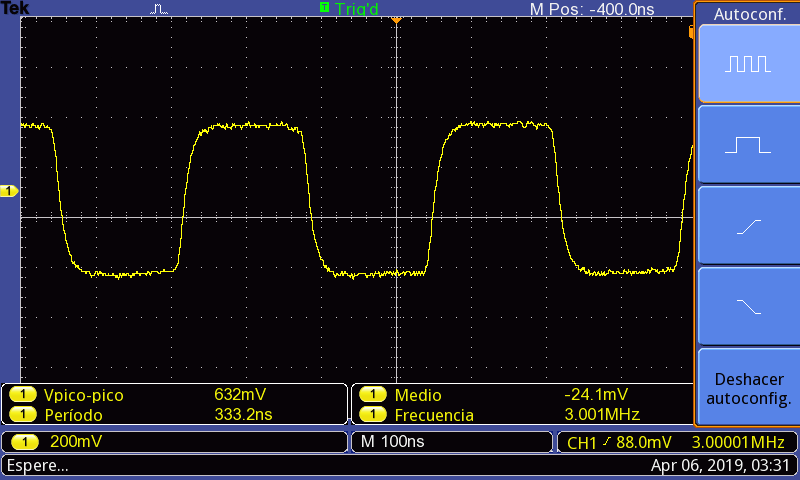 Tek T Trig'd M Pos: -400.0ns Autoconf.
1
1 Vpico-pico 632mV 1 Medio -24.1mV
1 Período 333.2ns 1 Frecuencia 3.001MHz
Deshacer
autoconfig.
1 200mV M 100ns CH1 88.0mV 3.00001MHz
Espere... Apr 06, 2019, 03:31